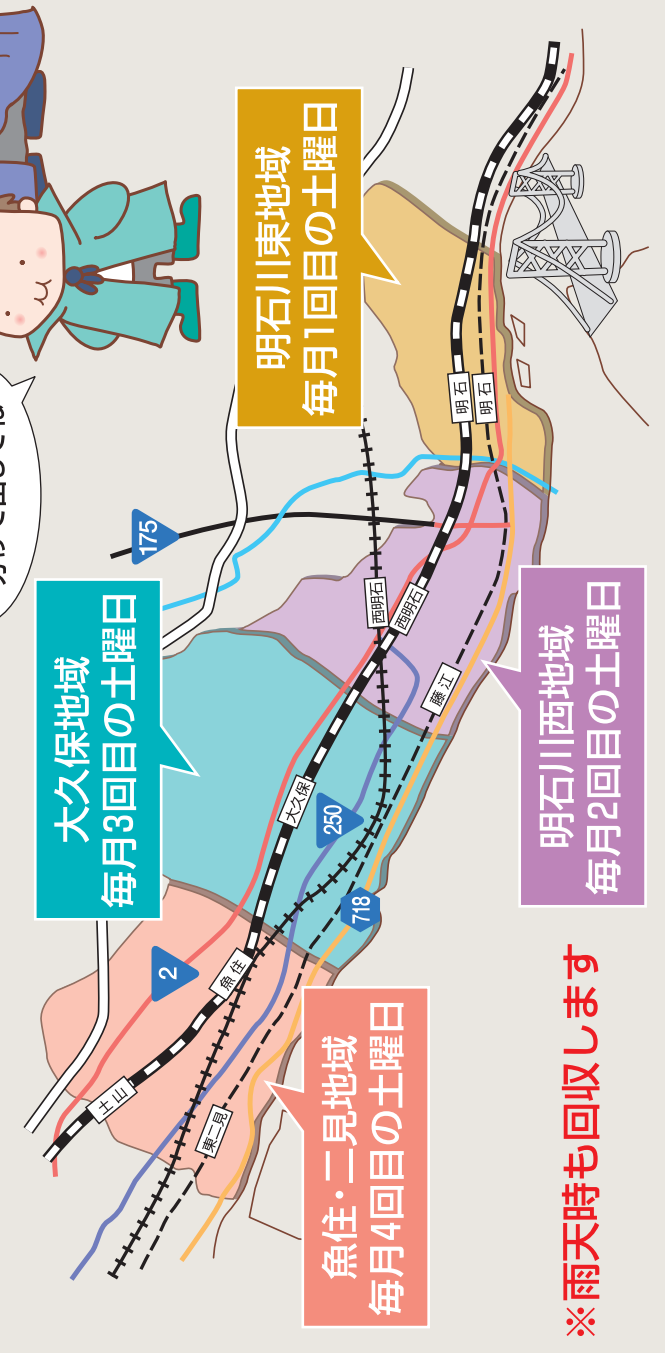 明石川東地域
毎月1回目の土曜日
大久保地域
毎月3回目の土曜日
明石川西地域
毎月2回目の土曜日
魚住・二見地域
毎月4回目の土曜日
175
2
250
718
土山
魚住
東二見
大久保
藤江
西明石
西明石
明石
明石
※雨天時も回収します